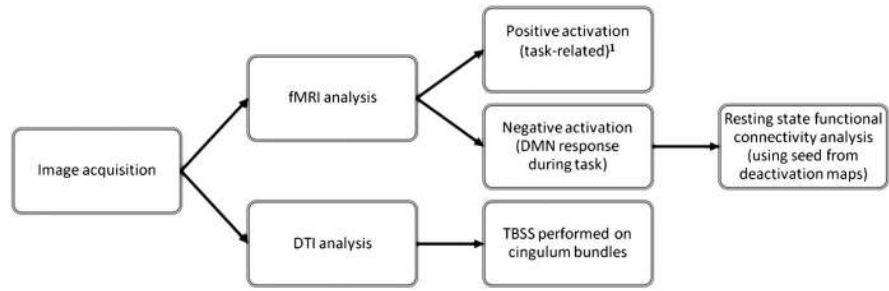 Image acquisition
fMRI analysis
DTI analysis
Positive activation
(task-related)¹
Negative activation
(DMN response
during task)
TBSS performed on
cingulum bundles
Resting state functional
connectivity analysis
(using seed from
deactivation maps)